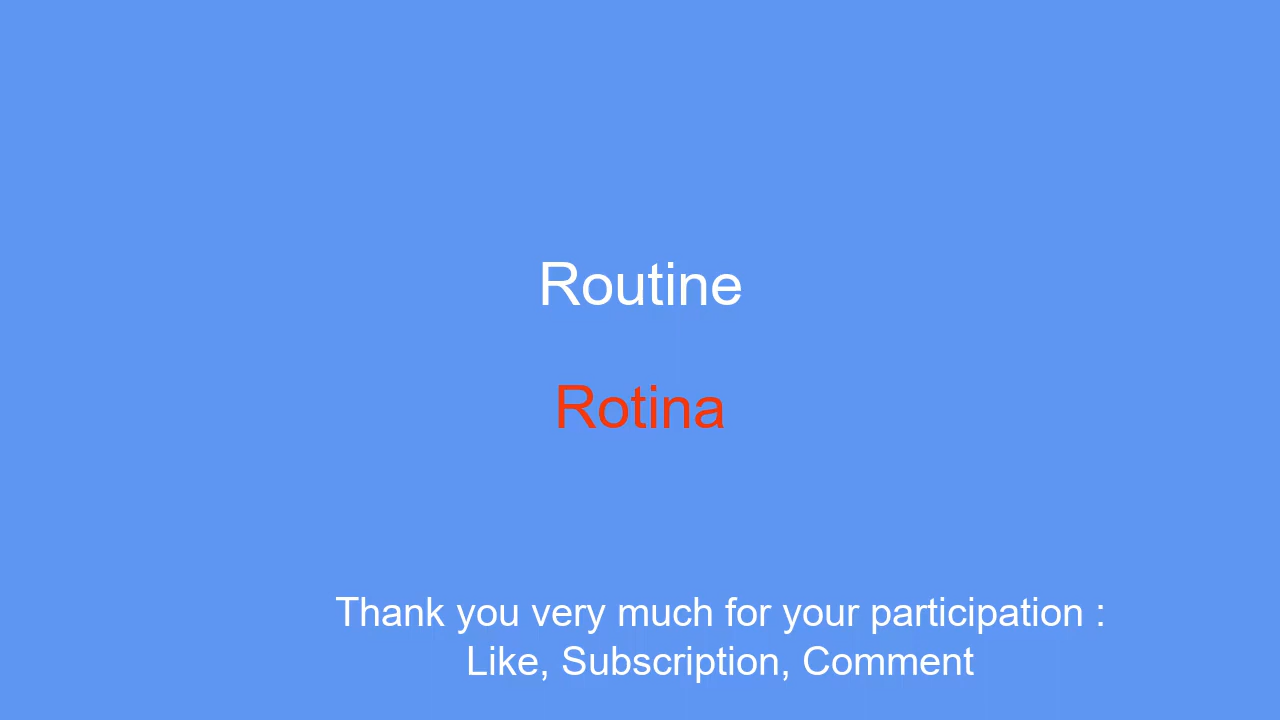 Routine
Rotina
Thank you very much for your participation :
Like, Subscription, Comment